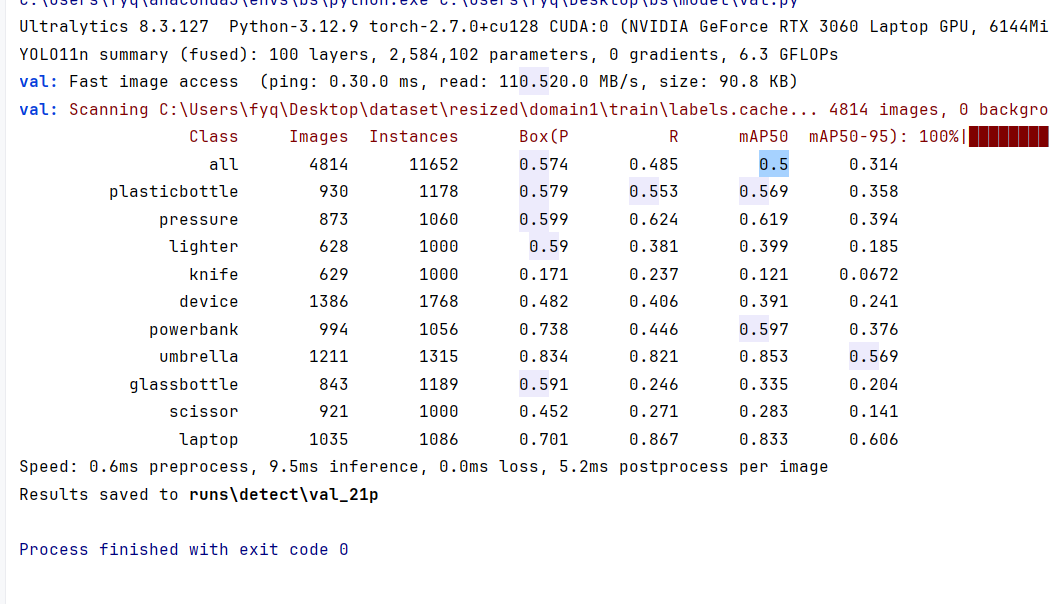 C:\Users\fyq\anaconda3\envs\bs\python.exe C:\Users\fyq\Desktop\bs\model\val.py
Ultralytics 8.3.127  Python-3.12.9 torch-2.7.0+cu128 CUDA:0 (NVIDIA GeForce RTX 3060 Laptop GPU, 6144Mi
YOLO11n summary (fused): 100 layers, 2,584,102 parameters, 0 gradients, 6.3 GFLOPs
val: Fast image access  (ping: 0.30.0 ms, read: 110.520.0 MB/s, size: 90.8 KB)
val: Scanning C:\Users\fyq\Desktop\dataset\resized\domain1\train\labels.cache... 4814 images, 0 backgro
Class Images Instances Box(P R mAP50 mAP50-95): 100%|
all 4814 11652 0.574 0.485 0.5 0.314
plasticbottle 930 1178 0.579 0.553 0.569 0.358
pressure 873 1060 0.599 0.624 0.619 0.394
lighter 628 1000 0.59 0.381 0.399 0.185
knife 629 1000 0.171 0.237 0.121 0.0672
device 1386 1768 0.482 0.406 0.391 0.241
powerbank 994 1056 0.738 0.446 0.597 0.376
umbrella 1211 1315 0.834 0.821 0.853 0.569
glassbottle 843 1189 0.591 0.246 0.335 0.204
scissor 921 1000 0.452 0.271 0.283 0.141
laptop 1035 1086 0.701 0.867 0.833 0.606
Speed: 0.6ms preprocess, 9.5ms inference, 0.0ms loss, 5.2ms postprocess per image
Results saved to runs\detect\val_21p
Process finished with exit code 0